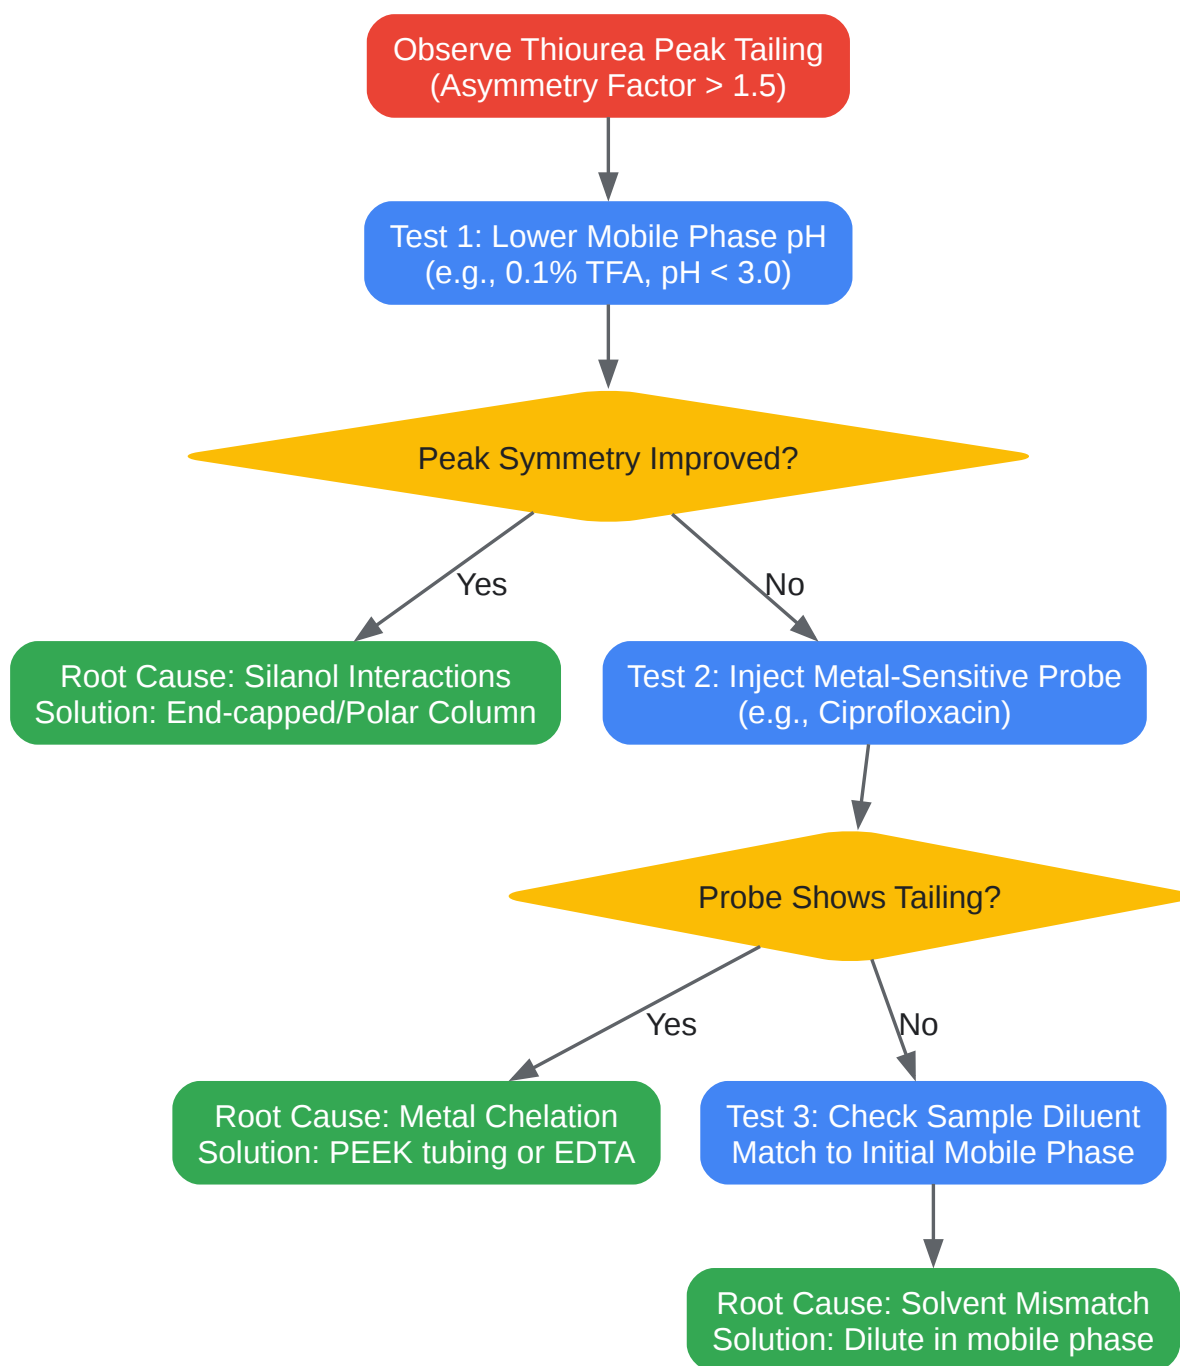 Observe Thiourea Peak Tailing
(Asymmetry Factor > 1.5)
Test 1: Lower Mobile Phase pH
(e.g., 0.1% TFA, pH < 3.0)
Peak Symmetry Improved?
Yes
No
Root Cause: Silanol Interactions
Solution: End-capped/Polar Column
Test 2: Inject Metal-Sensitive Probe
(e.g., Ciprofloxacin)
Probe Shows Tailing?
Yes
No
Root Cause: Metal Chelation
Solution: PEEK tubing or EDTA
Test 3: Check Sample Diluent
Match to Initial Mobile Phase
Root Cause: Solvent Mismatch
Solution: Dilute in mobile phase